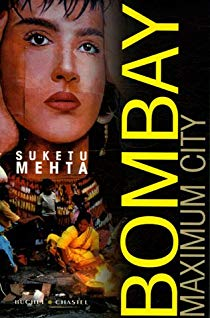 SUKETU
MEHTA
BOMBAY
MAXIMUM CITY
BUCHET • CHASTEL